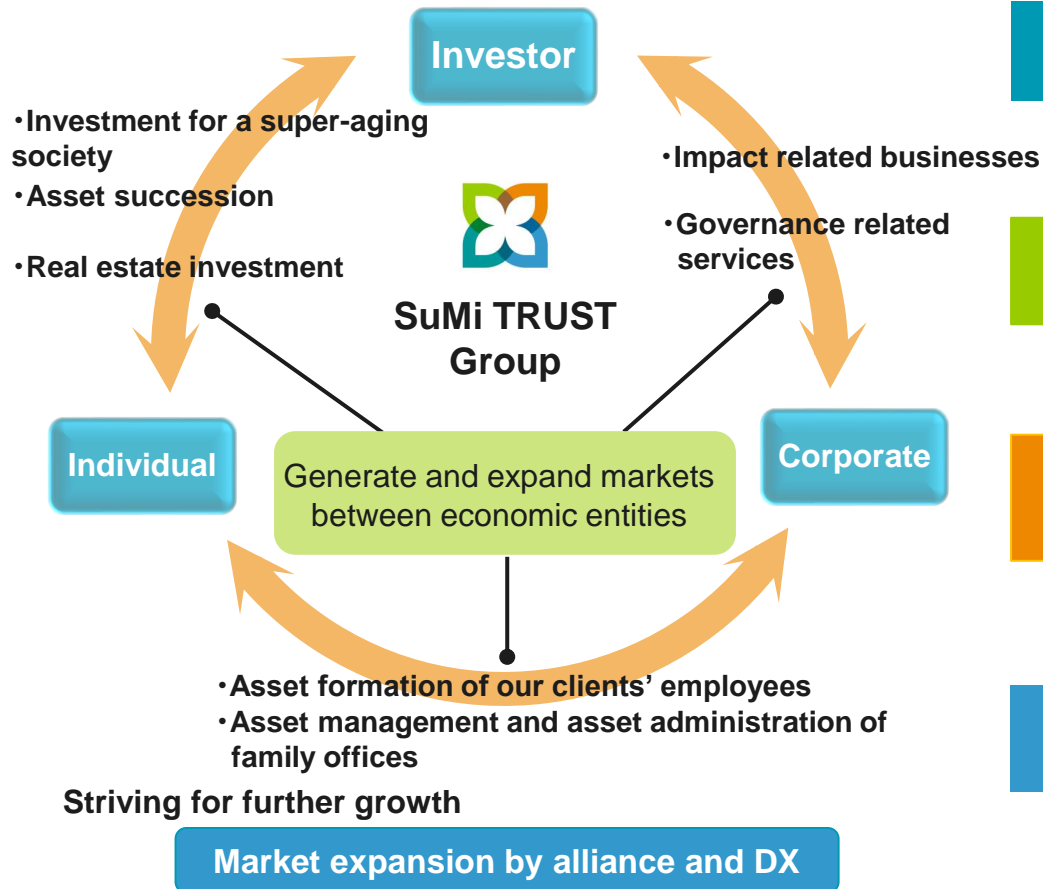 Investor
・Investment for a super-aging
society
・Asset succession
・Real estate investment
・Impact related businesses
・Governance related
services
SuMi TRUST
Group
Individual
Corporate
Generate and expand markets
between economic entities
・Asset formation of our clients’ employees
・Asset management and asset administration of
family offices
Striving for further growth
Market expansion by alliance and DX